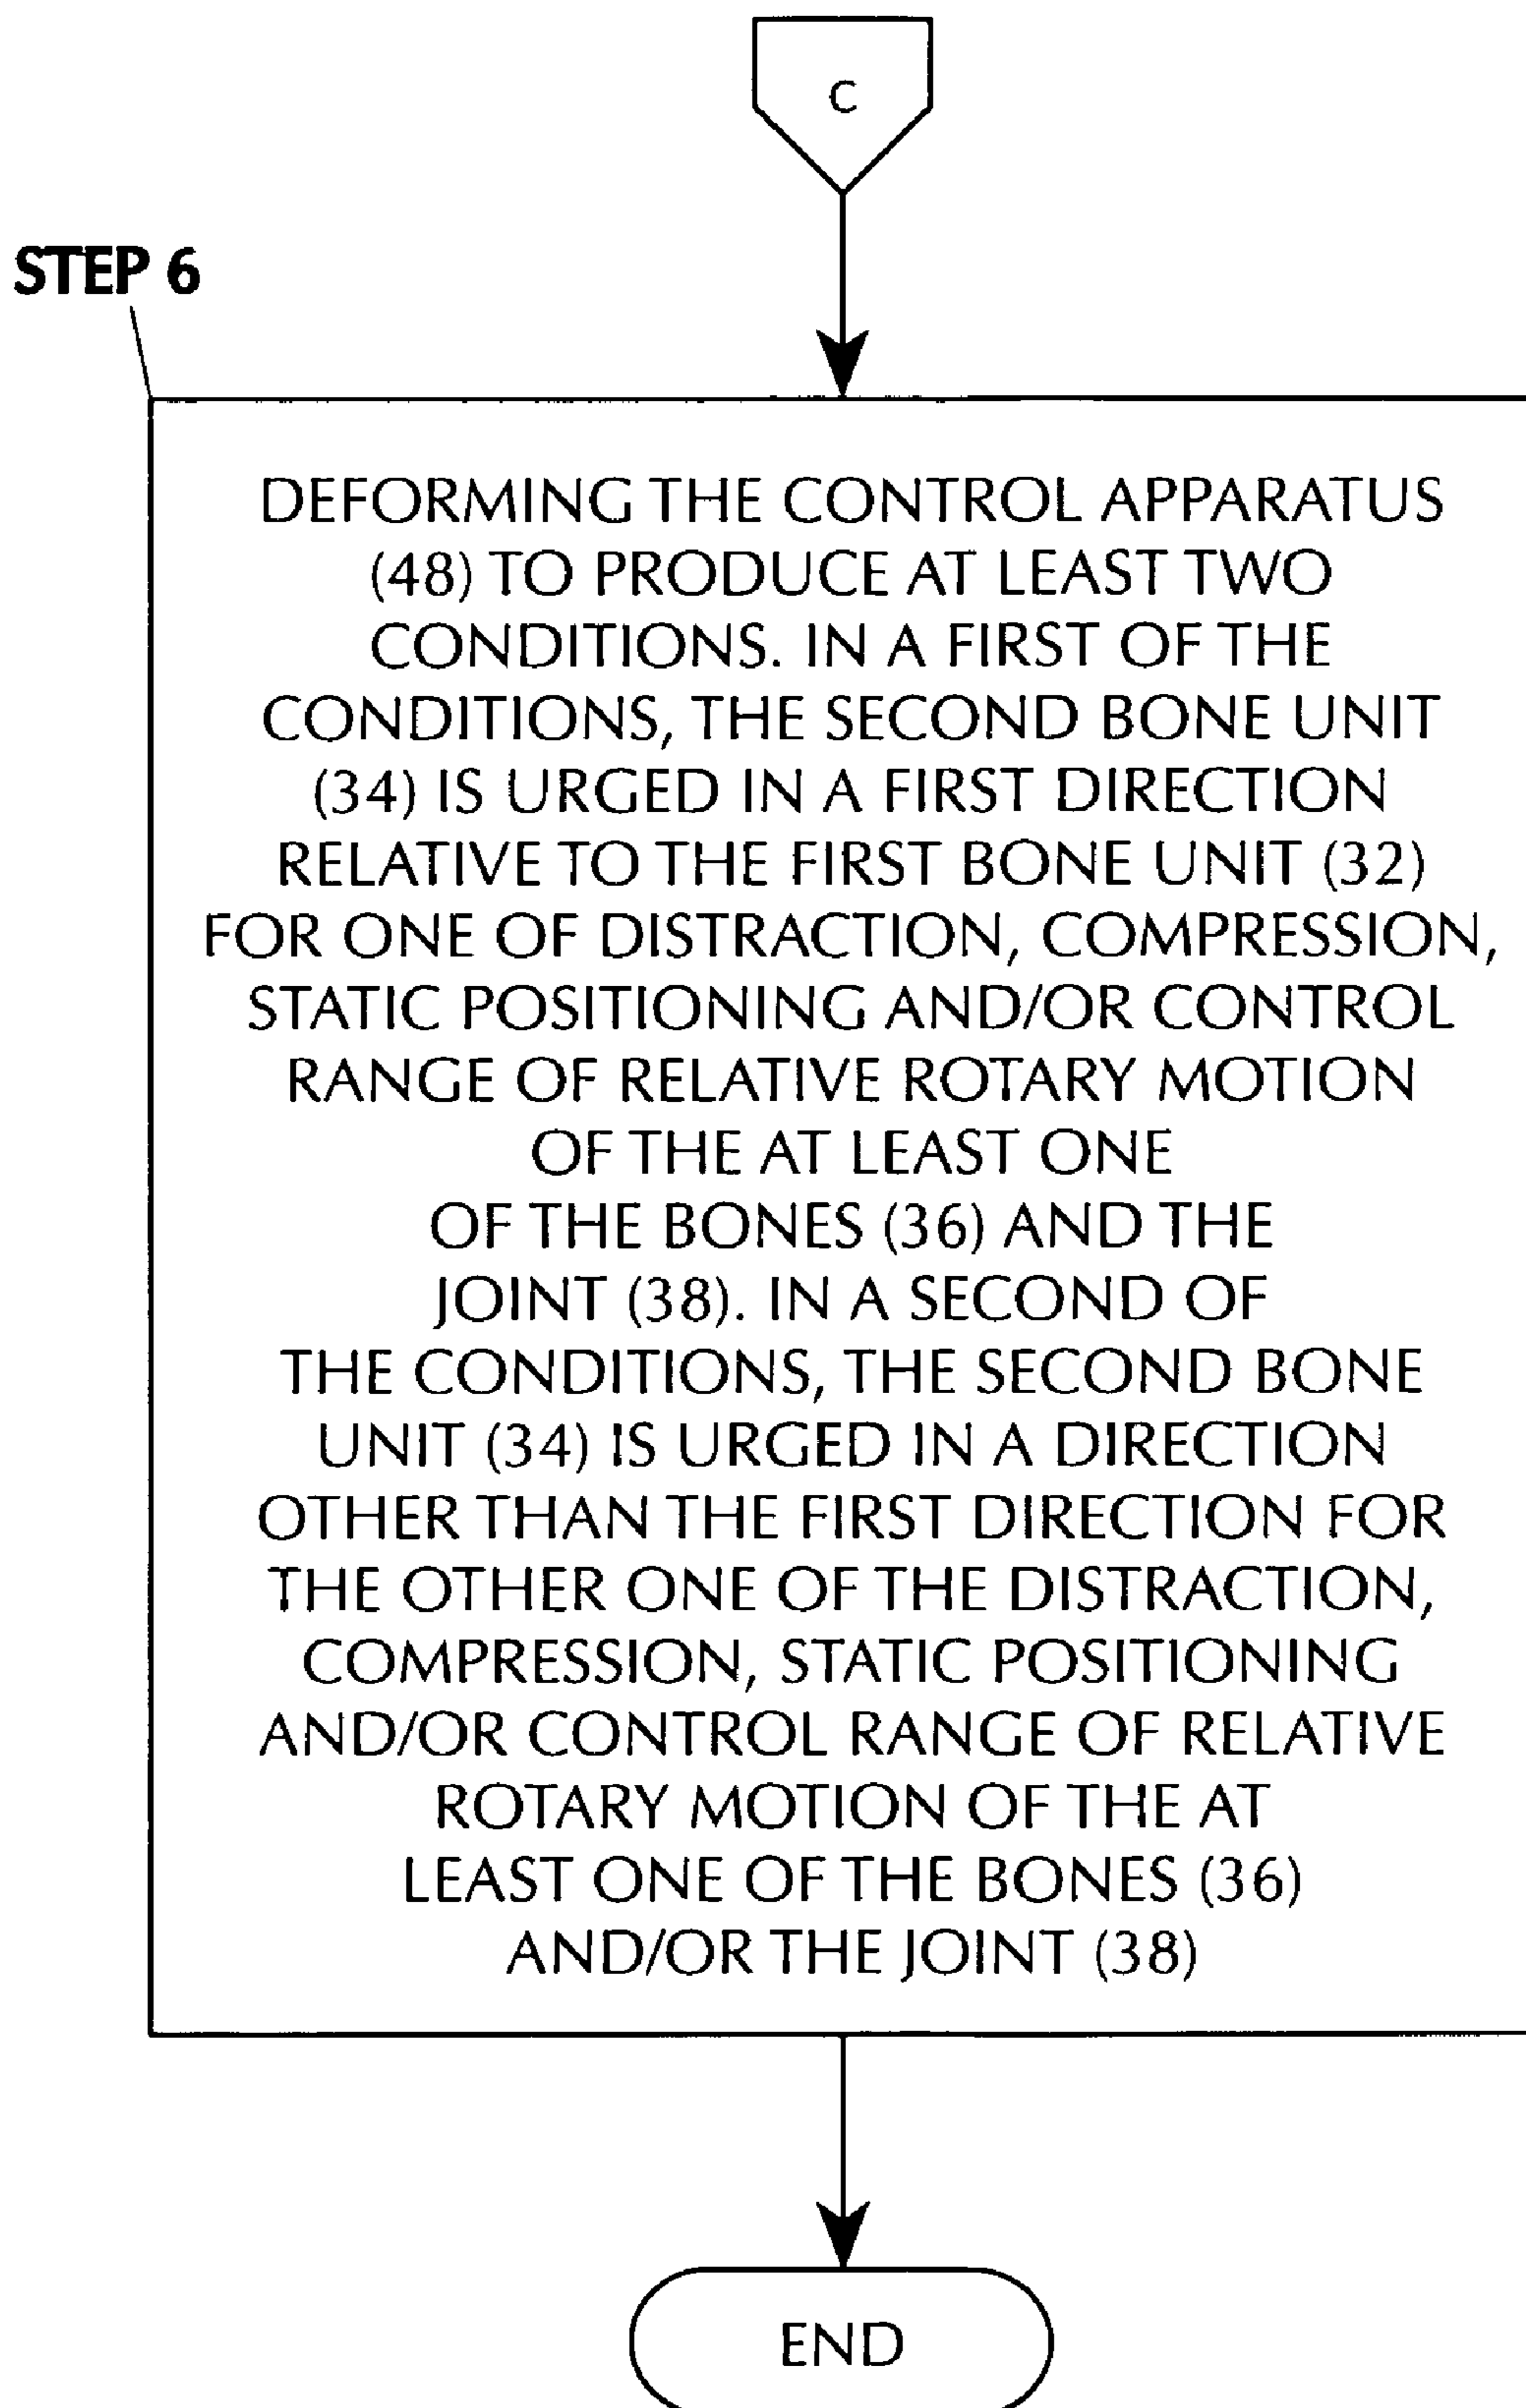 C
STEP 6
DEFORMING THE CONTROL APPARATUS
(48) TO PRODUCE AT LEAST TWO
CONDITIONS. IN A FIRST OF THE
CONDITIONS, THE SECOND BONE UNIT
(34) IS URGED IN A FIRST DIRECTION
RELATIVE TO THE FIRST BONE UNIT (32)
FOR ONE OF DISTRACTION, COMPRESSION,
STATIC POSITIONING AND/OR CONTROL
RANGE OF RELATIVE ROTARY MOTION
OF THE AT LEAST ONE
OF THE BONES (36) AND THE
JOINT (38). IN A SECOND OF
THE CONDITIONS, THE SECOND BONE
UNIT (34) IS URGED IN A DIRECTION
OTHER THAN THE FIRST DIRECTION FOR
THE OTHER ONE OF THE DISTRACTION,
COMPRESSION, STATIC POSITIONING
AND/OR CONTROL RANGE OF RELATIVE
ROTARY MOTION OF THE AT
LEAST ONE OF THE BONES (36)
AND/OR THE JOINT (38)
END